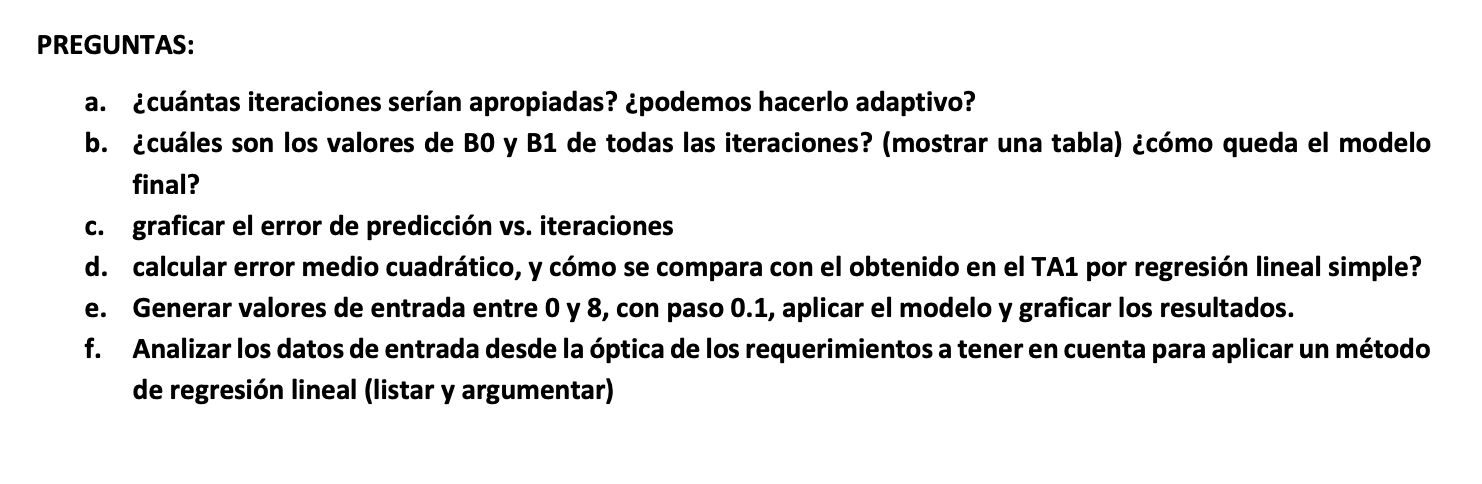 PREGUNTAS:
a. ¿cuántas iteraciones serían apropiadas? ¿podemos hacerlo adaptivo?
b. ¿cuáles son los valores de B0 y B1 de todas las iteraciones? (mostrar una tabla) ¿cómo queda el modelo
final?
c. graficar el error de predicción vs. iteraciones
d. calcular error medio cuadrático, y cómo se compara con el obtenido en el TA1 por regresión lineal simple?
e. Generar valores de entrada entre 0 y 8, con paso 0.1, aplicar el modelo y graficar los resultados.
f. Analizar los datos de entrada desde la óptica de los requerimientos a tener en cuenta para aplicar un método
de regresión lineal (listar y argumentar)